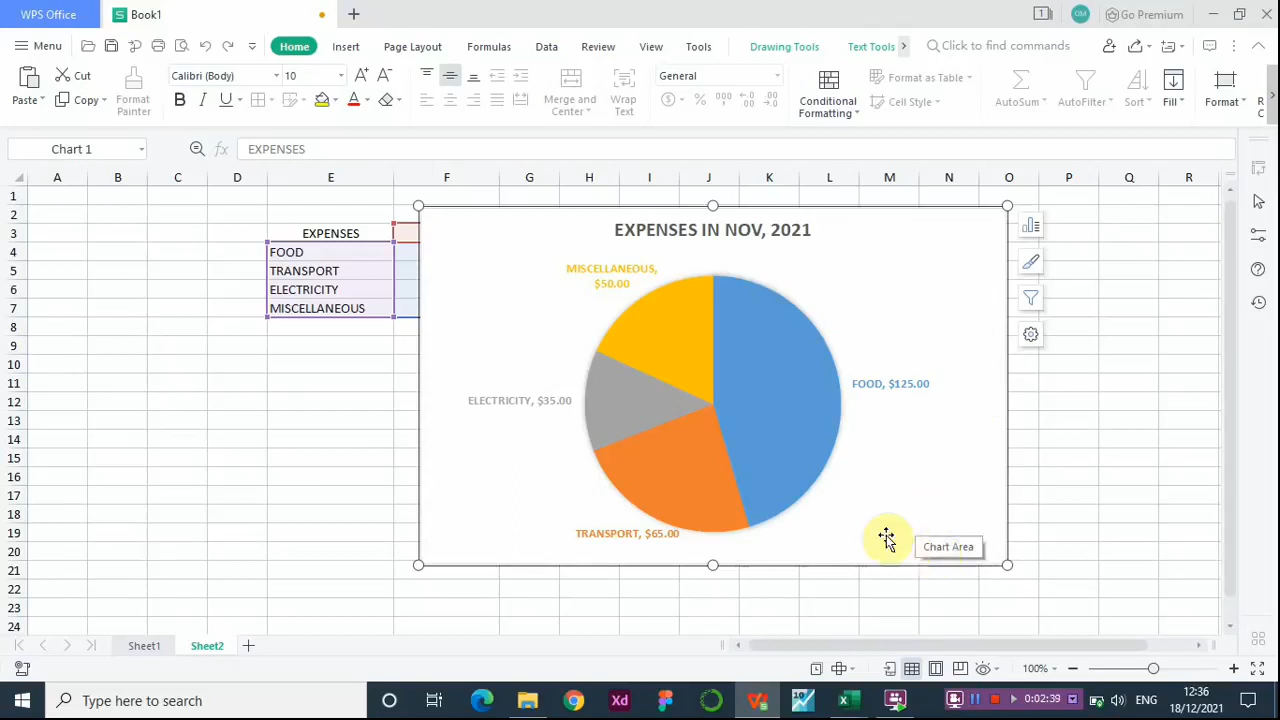 WPS Office
Book1
1
OM
Go Premium
Menu
Home
Insert
Page Layout
Formulas
Data
Review
View
Tools
Drawing Tools
Text Tools
Click to find commands
Paste
Cut
Copy
Format
Painter
Calibri (Body)
10
B I U A
Merge and
Center
Wrap
Text
General
Conditional
Formatting
Format as Table
Cell Style
AutoSum
AutoFilter
Sort
Fill
Format
R
C
Chart 1
fx
EXPENSES
A B C D E F G H I J K L M N O P Q R
1
2
3 EXPENSES
4 FOOD
5 TRANSPORT
6 ELECTRICITY
7 MISCELLANEOUS
8
9
10
11
12
13
14
15
16
17
18
19
20
21
22
23
24
EXPENSES IN NOV, 2021
MISCELLANEOUS,
$50.00
FOOD, $125.00
ELECTRICITY, $35.00
TRANSPORT, $65.00
Chart Area
Sheet1
Sheet2
100%
Type here to search
Xd
00:02:39
ENG
12:36
18/12/2021